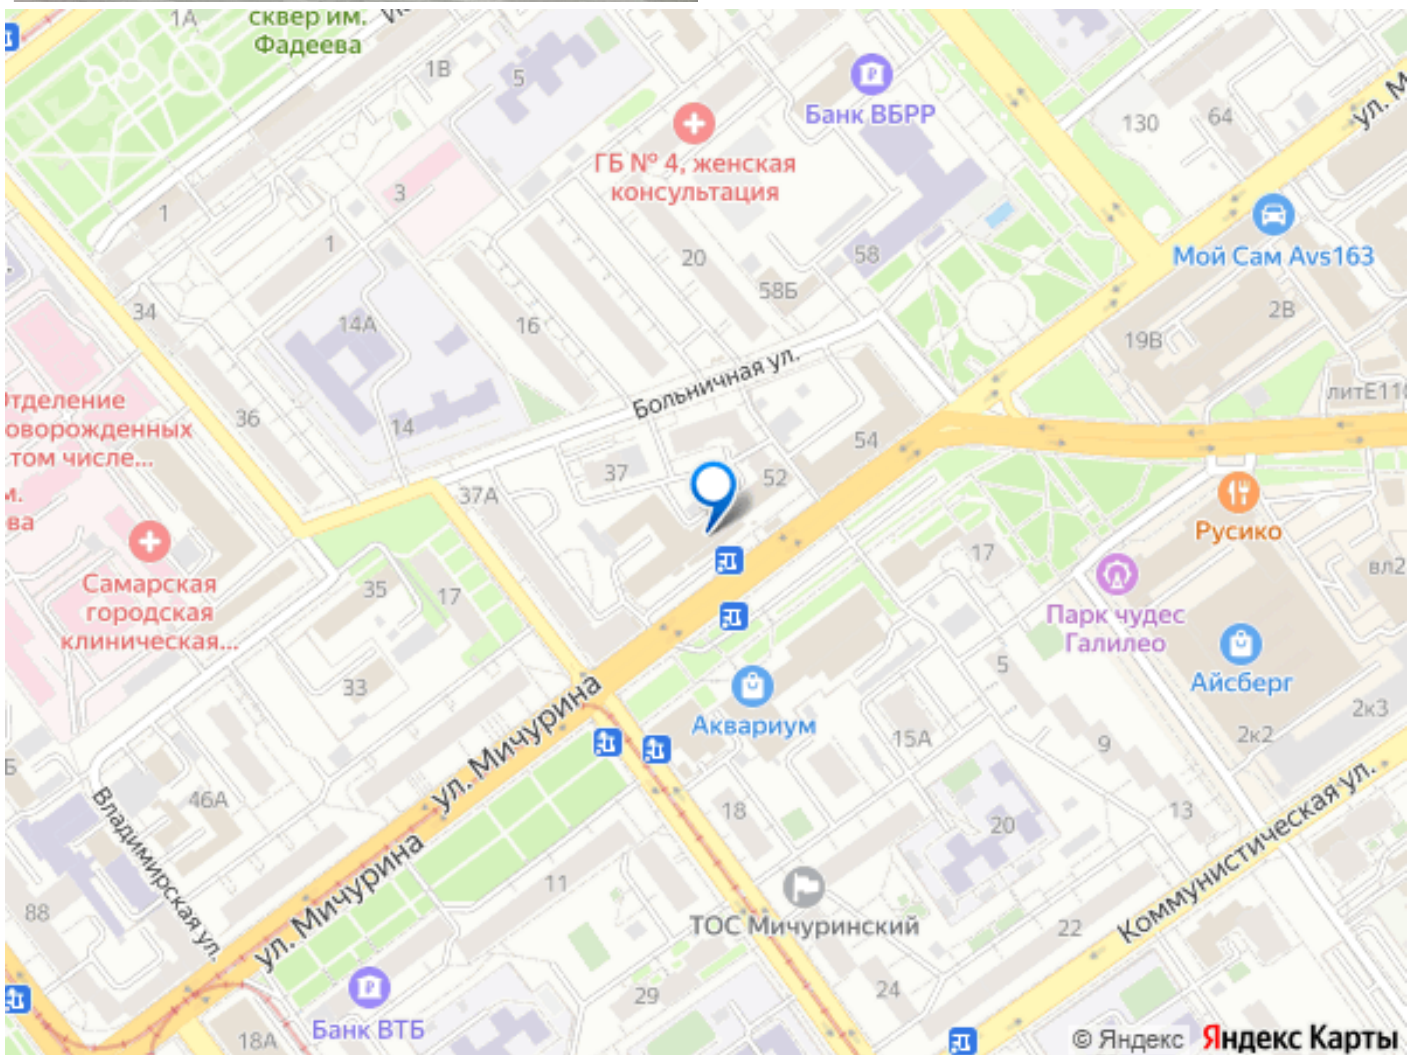 сквер им.
Фадеева
1А
1В
5
Банк ВБРР
130
64
ул. М
ГБ № 4, женская
консультация
3
1
1
20
58
58Б
Мой Сам Avs163
2В
19В
34
14А
16
Больничная ул.
литЕ110
36
14
54
Отделение
оворожденных
том числе...
37А
37
52
м.
ва
Русико
Самарская
городская
клиническая...
35
17
17
вл2
Парк чудес
Галилео
5
Айсберг
33
Аквариум
2к3
2к2
15А
9
ул. Мичурина
46А
18
20
13
Владимирская ул.
ул. Мичурина
11
Коммунистическая ул.
88
ТОС Мичуринский
22
24
29
Банк ВТБ
18А
© Яндекс Яндекс Карты